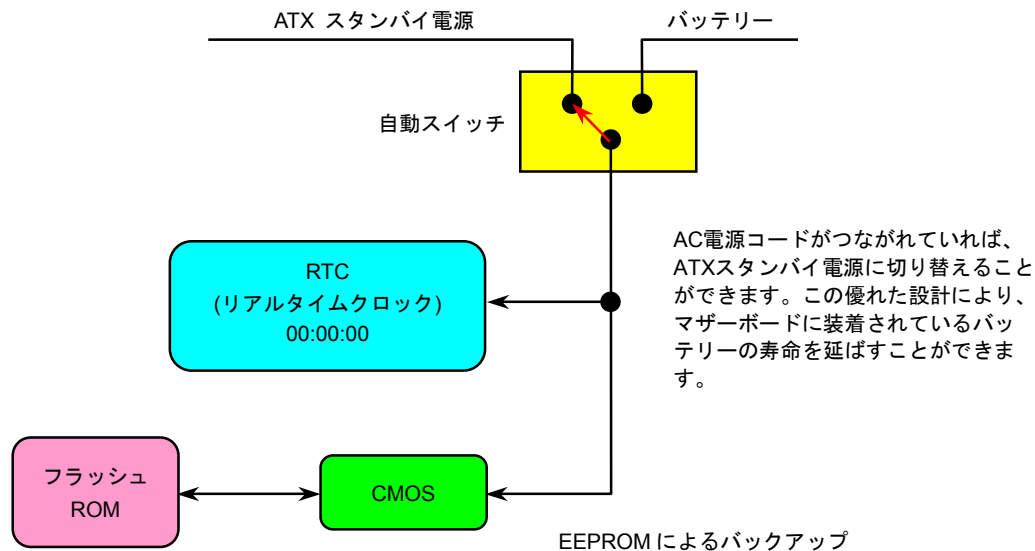 ATX スタンバイ電源
バッテリー
自動スイッチ
RTC
(リアルタイムクロック)
00:00:00
AC電源コードがつながれていれば、
ATXスタンバイ電源に切り替えること
ができます。この優れた設計により、
マザーボードに装着されているバッ
テリーの寿命を延ばすことができま
す。
フラッシュ
ROM
CMOS
EEPROM によるバックアップ